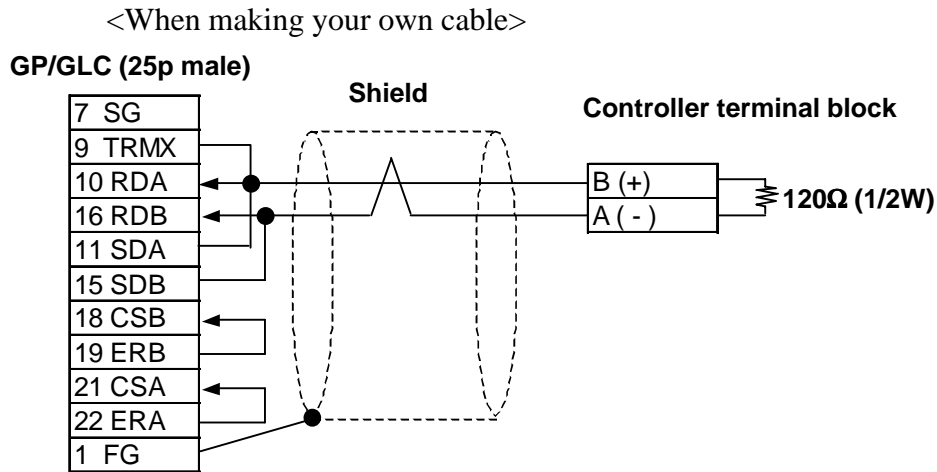 <When making your own cable>
GP/GLC (25p male)
Shield
Controller terminal block
7 SG
9 TRMX
10 RDA
16 RDB
11 SDA
15 SDB
18 CSB
19 ERB
21 CSA
22 ERA
1 FG
B (+)
A ( - )
120Ω (1/2W)